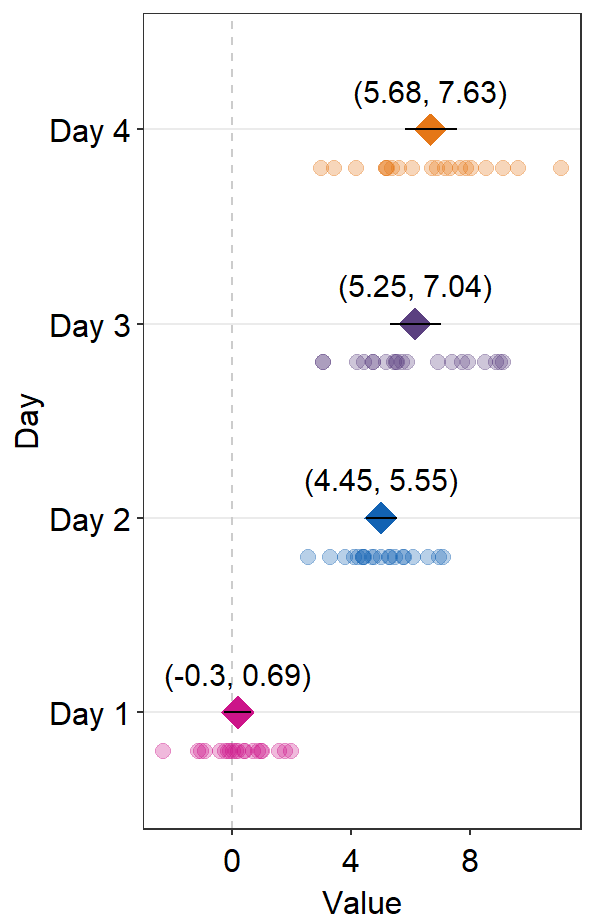 (5.68, 7.63)
Day 4
(5.25, 7.04)
Day 3
Day
(4.45, 5.55)
Day 2
(-0.3, 0.69)
Day 1
0 4 8
Value